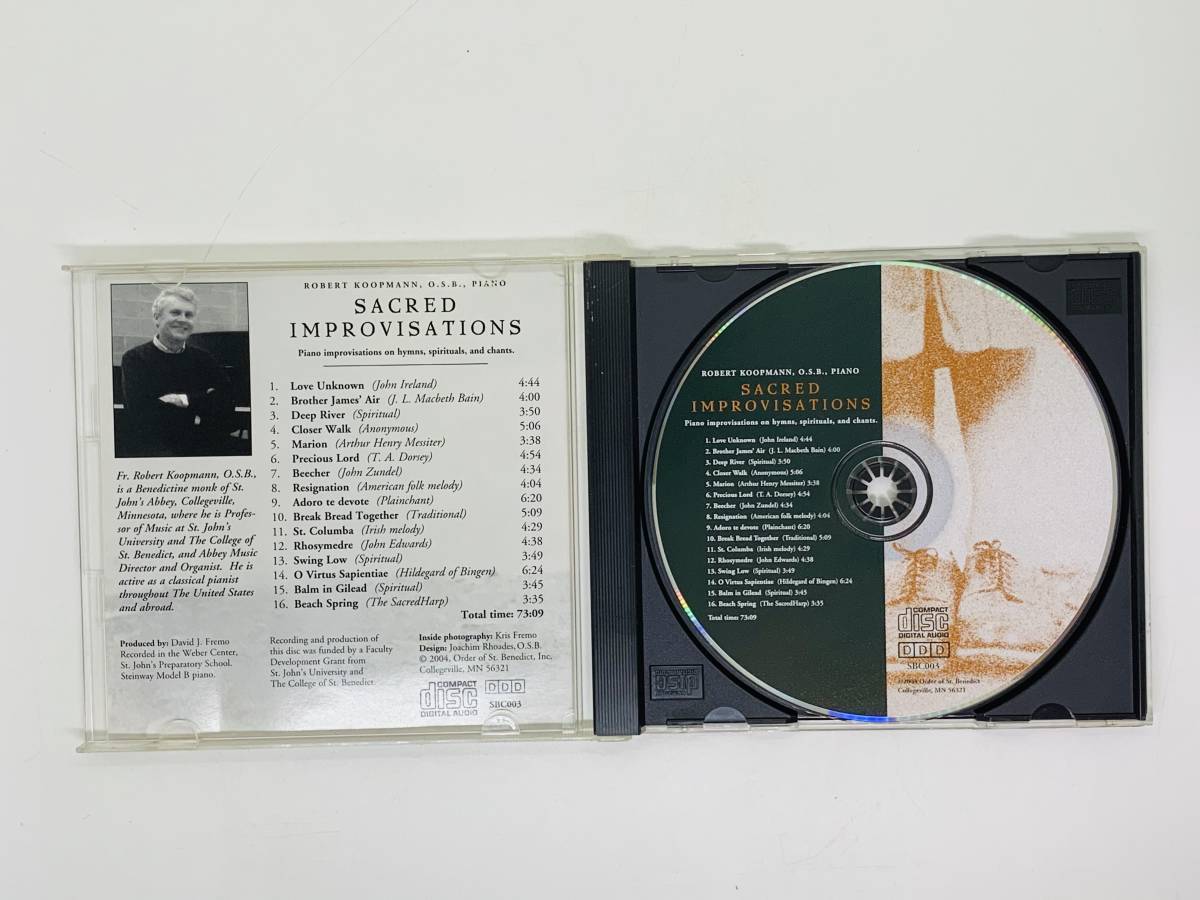 ROBERT KOOPMANN, O.S.B., PIANO
SACRED
IMPROVISATIONS
Piano improvisations on hymns, spirituals, and chants.
1. Love Unknown (John Ireland) 4:44
2. Brother James' Air (J. L. Macbeth Bain) 4:00
3. Deep River (Spiritual) 3:50
4. Closer Walk (Anonymous) 5:06
5. Marion (Arthur Henry Messiter) 3:38
6. Precious Lord (T. A. Dorsey) 4:54
7. Beecher (John Zundel) 4:34
8. Resignation (American folk melody) 4:04
9. Adoro te devote (Plainchant) 6:20
10. Break Bread Together (Traditional) 5:09
11. St. Columba (Irish melody) 4:29
12. Rhosymedre (John Edwards) 4:38
13. Swing Low (Spiritual) 3:49
14. O Virtus Sapientiae (Hildegard of Bingen) 6:24
15. Balm in Gilead (Spiritual) 3:45
16. Beach Spring (The SacredHarp) 3:35
Total time: 73:09
Fr. Robert Koopmann, O.S.B.,
is a Benedictine monk of St.
John's Abbey, Collegeville,
Minnesota, where he is Profes-
sor of Music at St. John's
University and The College of
St. Benedict, and Abbey Music
Director and Organist. He is
active as a classical pianist
throughout The United States
and abroad.
Produced by: David J. Fremo
Recorded in the Weber Center,
St. John's Preparatory School.
Steinway Model B piano.
Recording and production of
this disc was funded by a Faculty
Development Grant from
St. John's University and
The College of St. Benedict.
Inside photography: Kris Fremo
Design: Joachim Rhoades, O.S.B.
© 2004, Order of St. Benedict, Inc.
Collegeville, MN 56321
COMPACT
disc
DIGITAL AUDIO
DDD
SBC003
ROBERT KOOPMANN, O.S.B., PIANO
SACRED
IMPROVISATIONS
Piano improvisations on hymns, spirituals, and chants.
1. Love Unknown (John Ireland) 4:44
2. Brother James' Air (J. L. Macbeth Bain) 4:00
3. Deep River (Spiritual) 3:50
4. Closer Walk (Anonymous) 5:06
5. Marion (Arthur Henry Messiter) 3:38
6. Precious Lord (T. A. Dorsey) 4:54
7. Beecher (John Zundel) 4:34
8. Resignation (American folk melody) 4:04
9. Adoro te devote (Plainchant) 6:20
10. Break Bread Together (Traditional) 5:09
11. St. Columba (Irish melody) 4:29
12. Rhosymedre (John Edwards) 4:38
13. Swing Low (Spiritual) 3:49
14. O Virtus Sapientiae (Hildegard of Bingen) 6:24
15. Balm in Gilead (Spiritual) 3:45
16. Beach Spring (The SacredHarp) 3:35
Total time: 73:09
COMPACT
disc
DIGITAL AUDIO
DDD
SBC003
©2004 Order of St. Benedict
Collegeville, MN 56321
disc